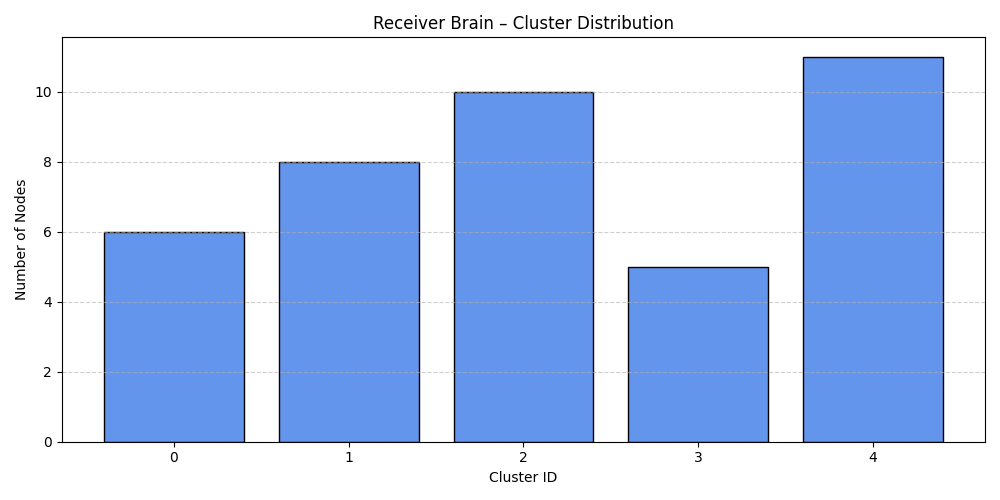 Receiver Brain – Cluster Distribution
Number of Nodes
10
8
6
4
2
0
0 1 2 3 4
Cluster ID